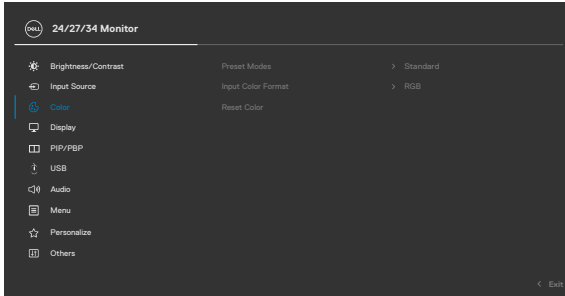 DELL 24/27/34 Monitor
Brightness/Contrast Preset Modes > Standard
Input Source Input Color Format > RGB
Color Reset Color
Display
PIP/PBP
USB
Audio
Menu
Personalize
Others
< Exit